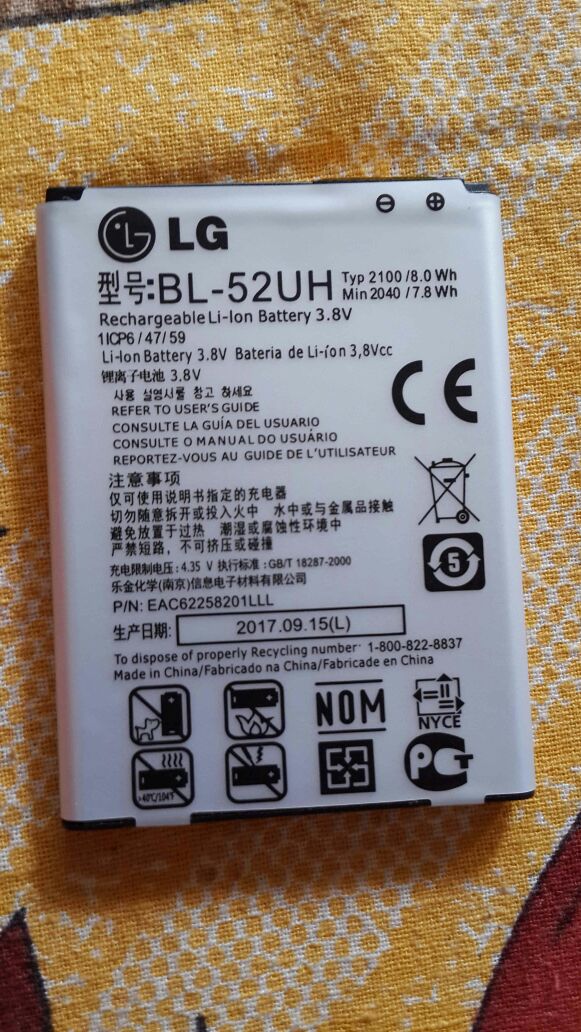 LG
型号:BL-52UH Typ 2100 /8.0 Wh
Min 2040 /7.8 Wh
Rechargeable Li-Ion Battery 3.8V
1ICP6 / 47 / 59
Li-Ion Battery 3.8V Bateria de Li-íon 3,8Vcc
锂离子电池 3.8V
사용 설명서를 참고 하세요
REFER TO USER'S GUIDE
CONSULTE LA GUÍA DEL USUARIO
CONSULTE O MANUAL DO USUÁRIO
REPORTEZ-VOUS AU GUIDE DE L'UTILISATEUR
CE
注意事项
仅可使用说明书指定的充电器
切勿随意拆开或投入火中 水中或与金属品接触
避免放置于过热 潮湿或腐蚀性环境中
严禁短路，不可挤压或碰撞
充电限制电压：4.35 V 执行标准：GB/T 18287-2000
乐金化学(南京)信息电子材料有限公司
5
P/N: EAC62258201LLL
生产日期: 2017.09.15(L)
To dispose of properly Recycling number: 1-800-822-8837
Made in China/Fabricado na China/Fabricade en China
NOM
NYCE
>40℃/104℉
PCT